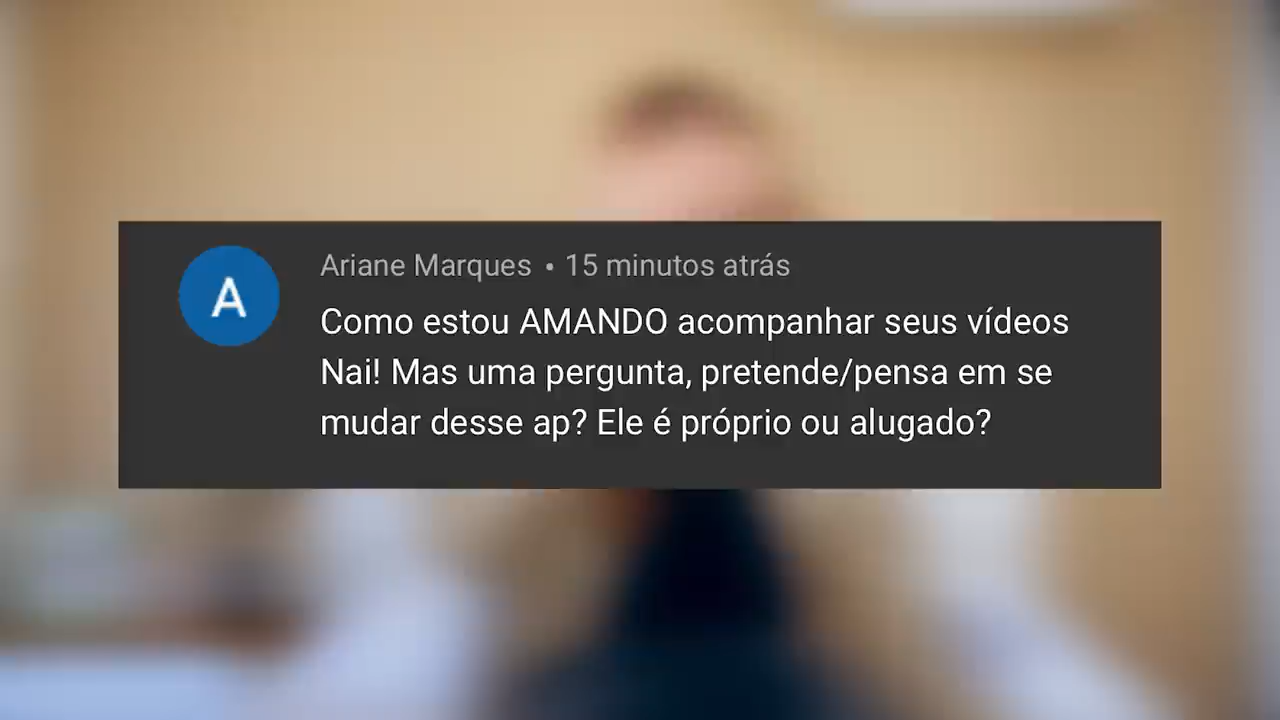 A
Ariane Marques • 15 minutos atrás
Como estou AMANDO acompanhar seus vídeos
Nai! Mas uma pergunta, pretende/pensa em se
mudar desse ap? Ele é próprio ou alugado?